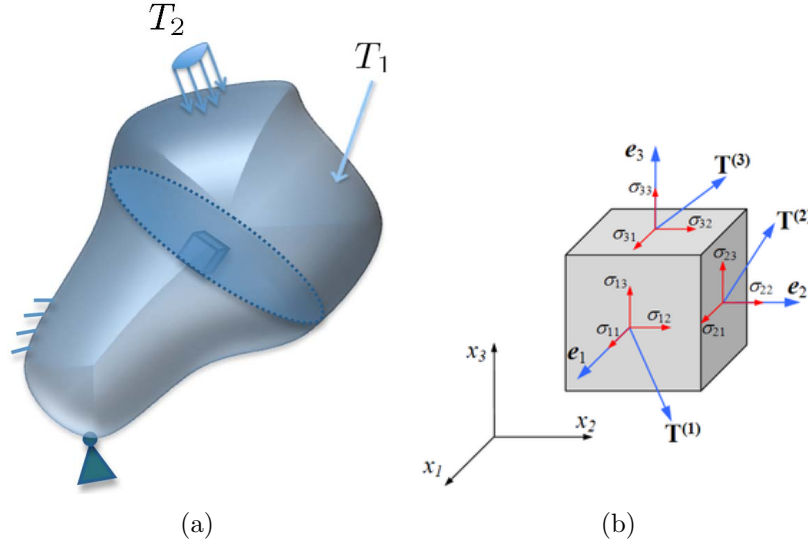 T₂
T₁
e₃
T⁽³⁾
σ₃₃
σ₃₂
σ₃₁
T⁽²⁾
σ₂₃
σ₂₂
e₂
σ₂₁
σ₁₃
σ₁₂
σ₁₁
e₁
T⁽¹⁾
x₃
x₂
x₁
(a) (b)